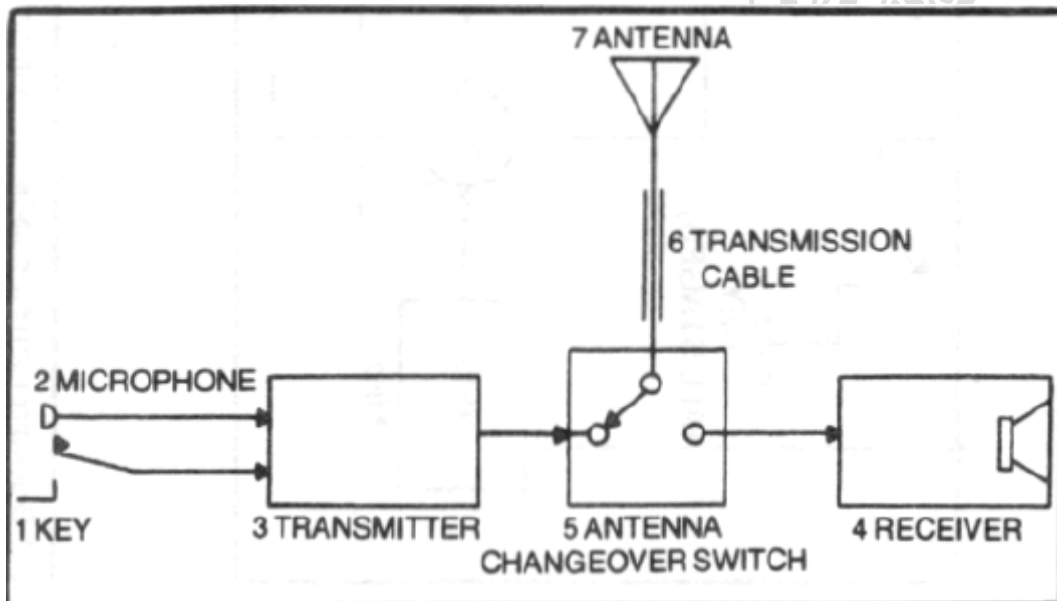 7 ANTENNA
6 TRANSMISSION
CABLE
2 MICROPHONE
1 KEY
3 TRANSMITTER
5 ANTENNA
CHANGEOVER SWITCH
4 RECEIVER